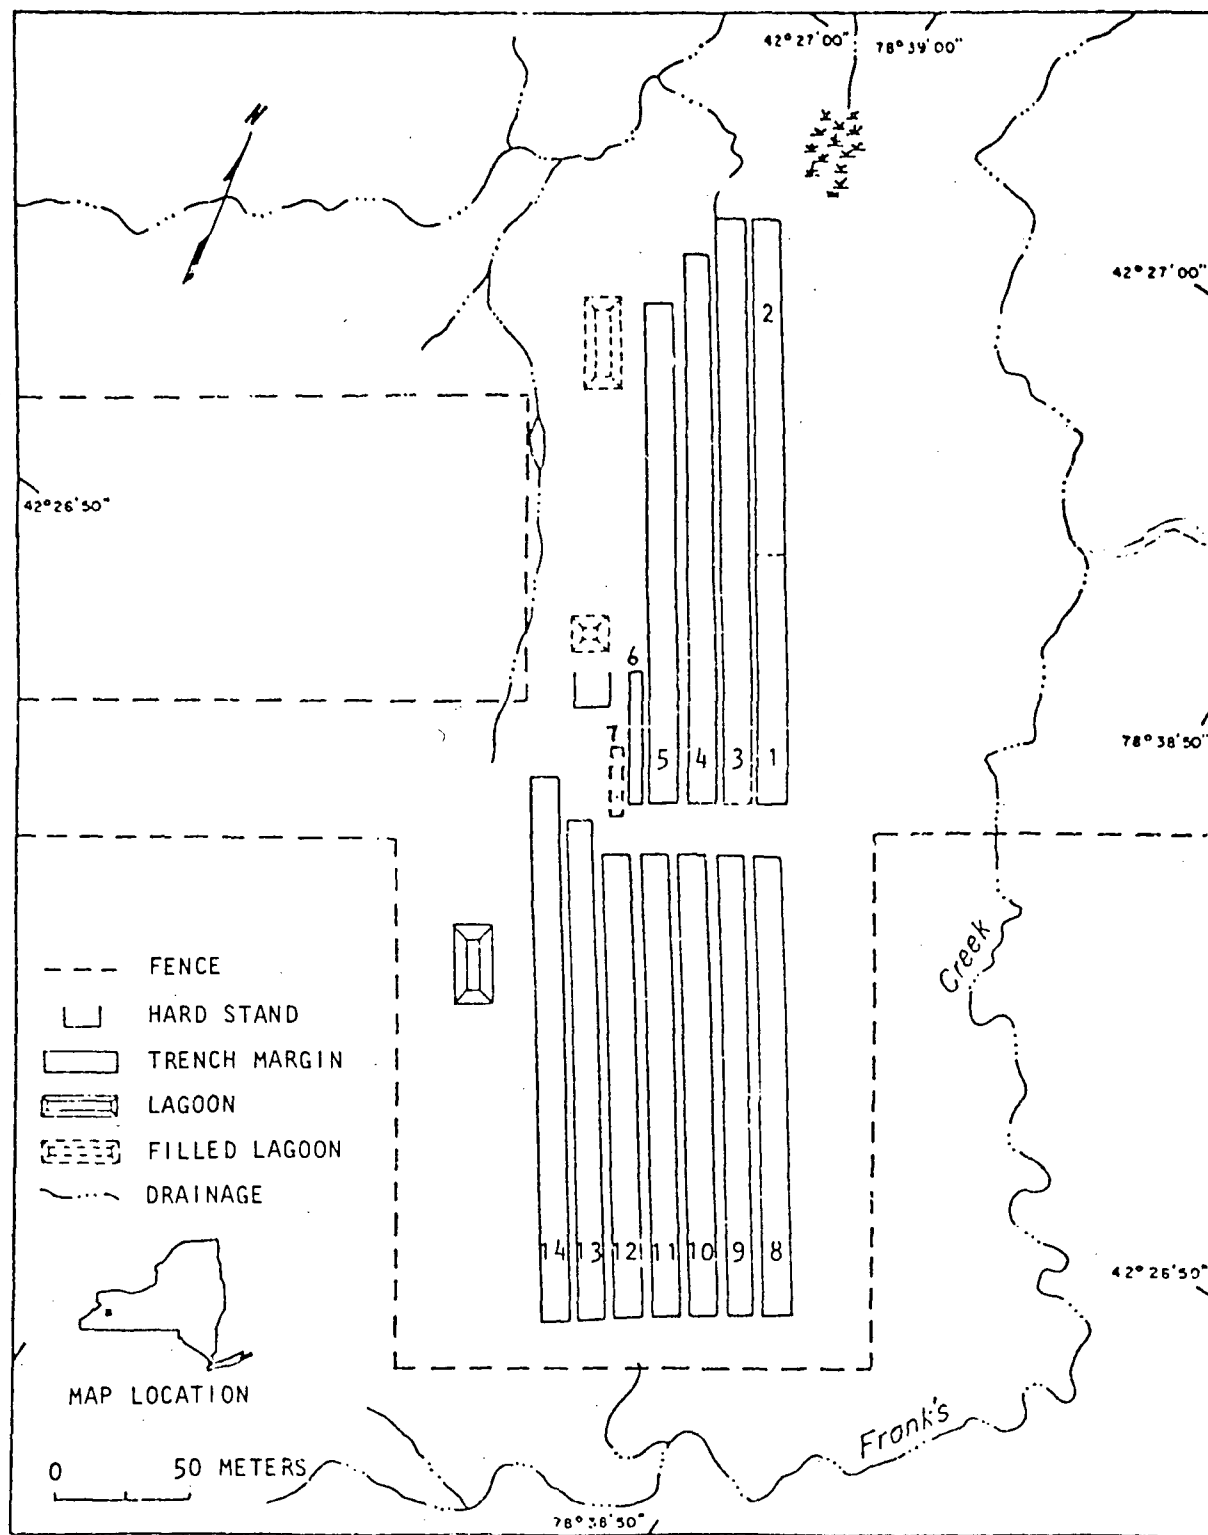 42°27'00" 78°39'00"
N
42°27'00"
2
42°26'50"
6
7
5 4 3 1
78°38'50"
Creek
FENCE
HARD STAND
TRENCH MARGIN
LAGOON
FILLED LAGOON
DRAINAGE
14 13 12 11 10 9 8
42°26'50"
MAP LOCATION
Frank's
0 50 METERS
78°38'50"